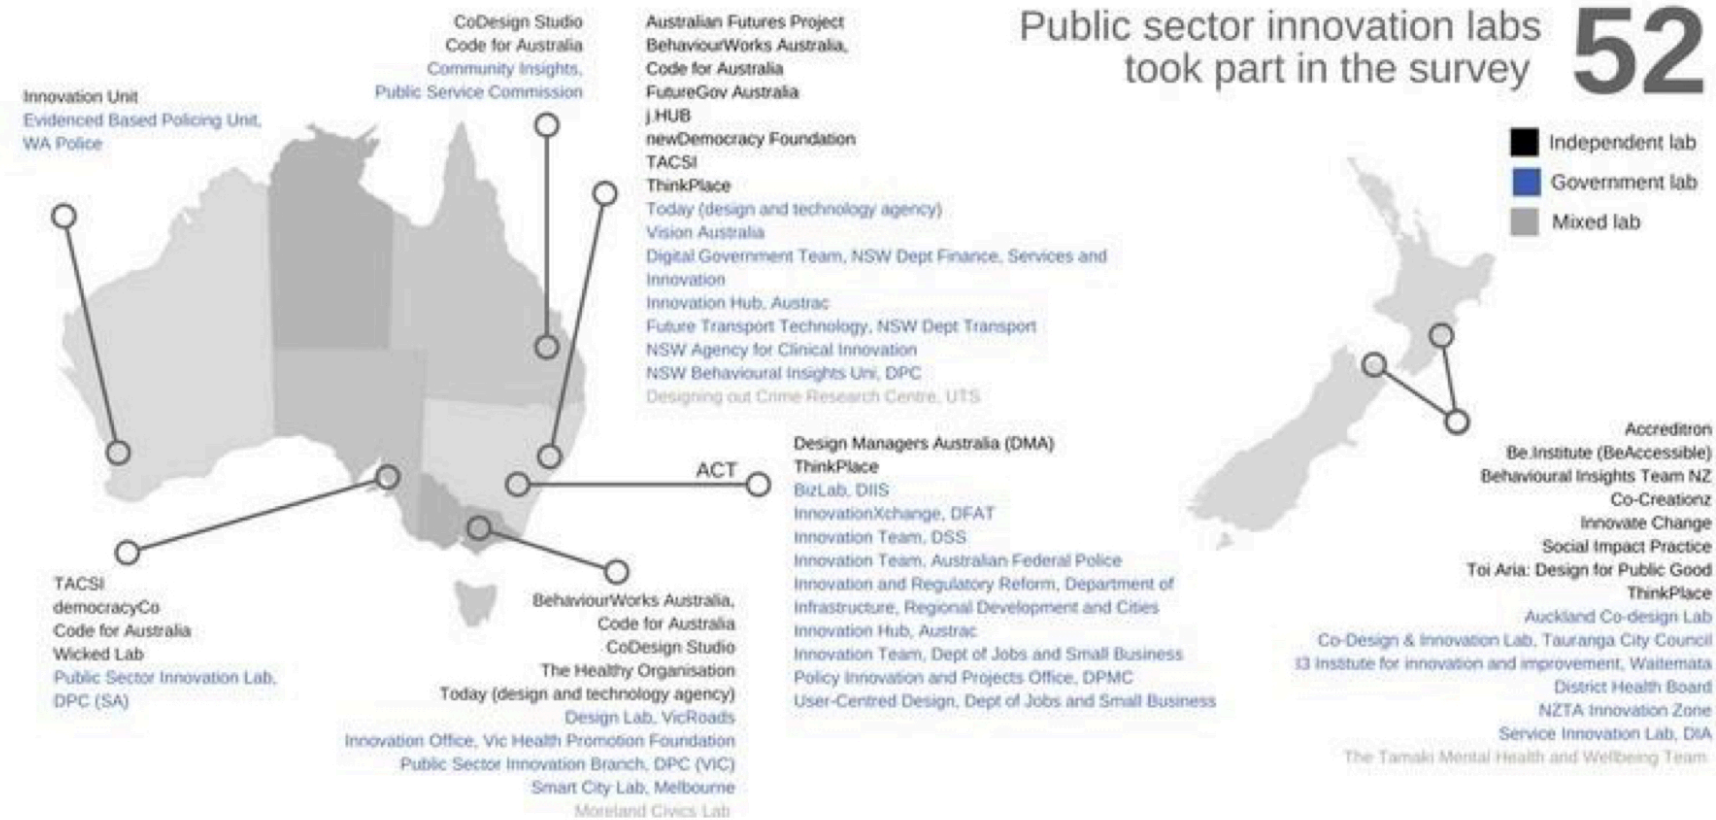 Public sector innovation labs
took part in the survey
52
Independent lab
Government lab
Mixed lab
Innovation Unit
Evidenced Based Policing Unit,
WA Police
CoDesign Studio
Code for Australia
Community Insights,
Public Service Commission
Australian Futures Project
BehaviourWorks Australia,
Code for Australia
FutureGov Australia
j.HUB
newDemocracy Foundation
TACSI
ThinkPlace
Today (design and technology agency)
Vision Australia
Digital Government Team, NSW Dept Finance, Services and
Innovation
Innovation Hub, Austrac
Future Transport Technology, NSW Dept Transport
NSW Agency for Clinical Innovation
NSW Behavioural Insights Uni, DPC
Designing out Crime Research Centre, UTS
ACT
Design Managers Australia (DMA)
ThinkPlace
BizLab, DIIS
InnovationXchange, DFAT
Innovation Team, DSS
Innovation Team, Australian Federal Police
Innovation and Regulatory Reform, Department of
Infrastructure, Regional Development and Cities
Innovation Hub, Austrac
Innovation Team, Dept of Jobs and Small Business
Policy Innovation and Projects Office, DPMC
User-Centred Design, Dept of Jobs and Small Business
TACSI
democracyCo
Code for Australia
Wicked Lab
Public Sector Innovation Lab,
DPC (SA)
BehaviourWorks Australia,
Code for Australia
CoDesign Studio
The Healthy Organisation
Today (design and technology agency)
Design Lab, VicRoads
Innovation Office, Vic Health Promotion Foundation
Public Sector Innovation Branch, DPC (VIC)
Smart City Lab, Melbourne
Moreland Civics Lab
Accreditron
Be.Institute (BeAccessible)
Behavioural Insights Team NZ
Co-Creationz
Innovate Change
Social Impact Practice
Toi Aria: Design for Public Good
ThinkPlace
Auckland Co-design Lab
Co-Design & Innovation Lab, Tauranga City Council
I3 Institute for innovation and improvement, Waitemata
District Health Board
NZTA Innovation Zone
Service Innovation Lab, DIA
The Tamaki Mental Health and Wellbeing Team